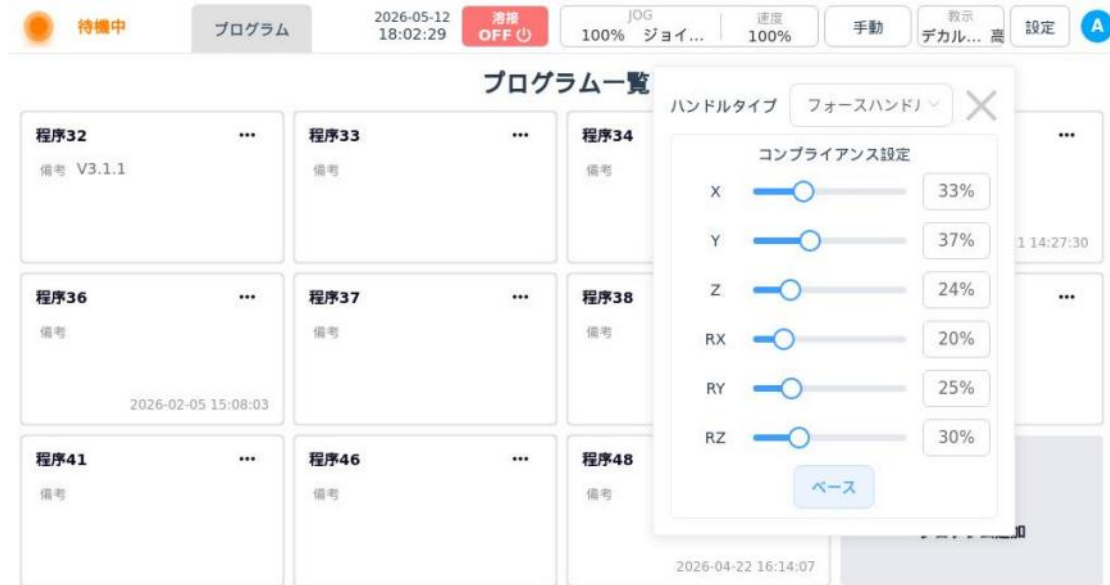 待機中
プログラム
2026-05-12
18:02:29
溶接
OFF
JOG
100% ジョイ...
速度
100%
手動
教示
デカル... 高
設定
A
プログラム一覧
ハンドルタイプ
フォースハンド
コンプライアンス設定
X 33%
Y 37%
Z 24%
RX 20%
RY 25%
RZ 30%
ベース
程序32 ...
備考 V3.1.1
程序33 ...
備考
程序34
備考
...
1 14:27:30
程序36 ...
備考
2026-02-05 15:08:03
程序37 ...
備考
程序38
備考
...
程序41 ...
備考
程序46 ...
備考
程序48
備考
2026-04-22 16:14:07